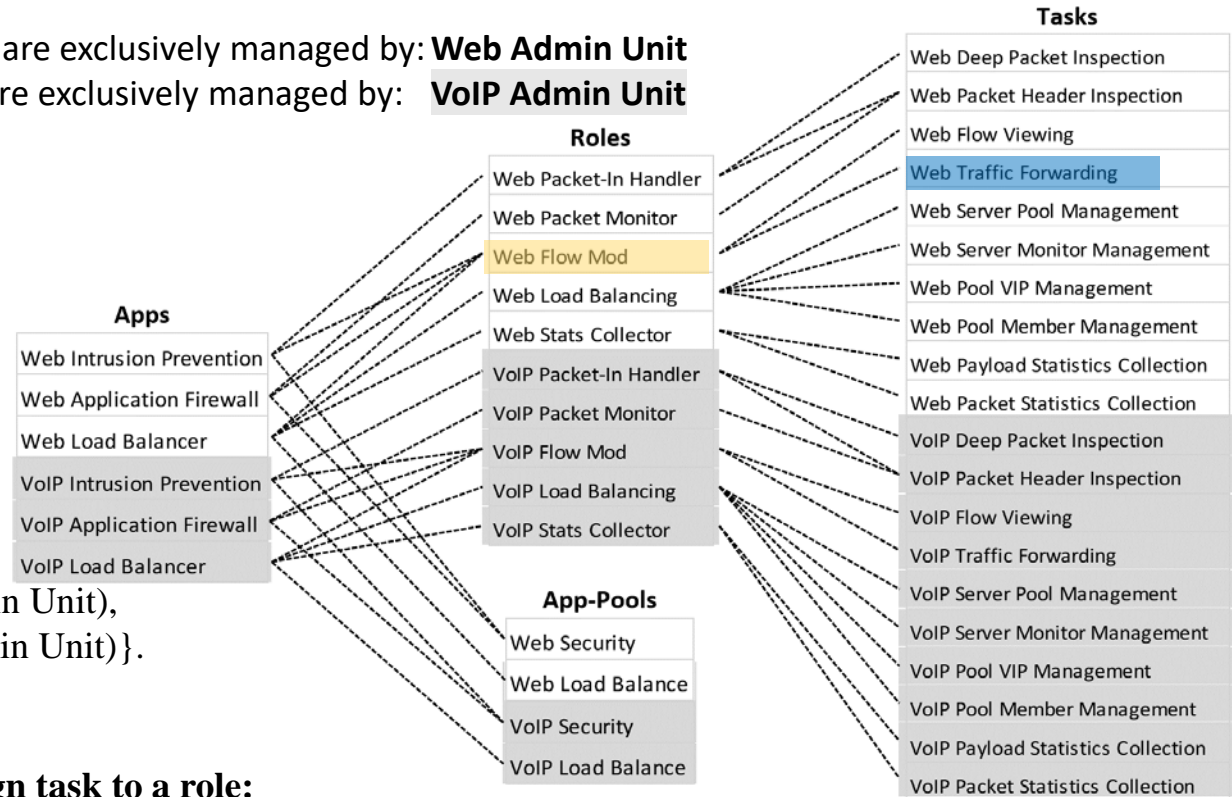 are exclusively managed by: Web Admin Unit
re exclusively managed by: VoIP Admin Unit
Apps
Web Intrusion Prevention
Web Application Firewall
Web Load Balancer
VoIP Intrusion Prevention
VoIP Application Firewall
VoIP Load Balancer
n Unit),
in Unit)}.
gn task to a role:
Roles
Web Packet-In Handler
Web Packet Monitor
Web Flow Mod
Web Load Balancing
Web Stats Collector
VoIP Packet-In Handler
VoIP Packet Monitor
VoIP Flow Mod
VoIP Load Balancing
VoIP Stats Collector
App-Pools
Web Security
Web Load Balance
VoIP Security
VoIP Load Balance
Tasks
Web Deep Packet Inspection
Web Packet Header Inspection
Web Flow Viewing
Web Traffic Forwarding
Web Server Pool Management
Web Server Monitor Management
Web Pool VIP Management
Web Pool Member Management
Web Payload Statistics Collection
Web Packet Statistics Collection
VoIP Deep Packet Inspection
VoIP Packet Header Inspection
VoIP Flow Viewing
VoIP Traffic Forwarding
VoIP Server Pool Management
VoIP Server Monitor Management
VoIP Pool VIP Management
VoIP Pool Member Management
VoIP Payload Statistics Collection
VoIP Packet Statistics Collection